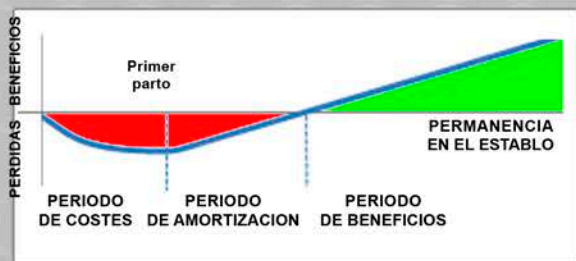 BENEFICIOS
PERDIDAS
Primer
parto
PERMANENCIA
EN EL ESTABLO
PERIODO
DE COSTES
PERIODO
DE AMORTIZACION
PERIODO
DE BENEFICIOS